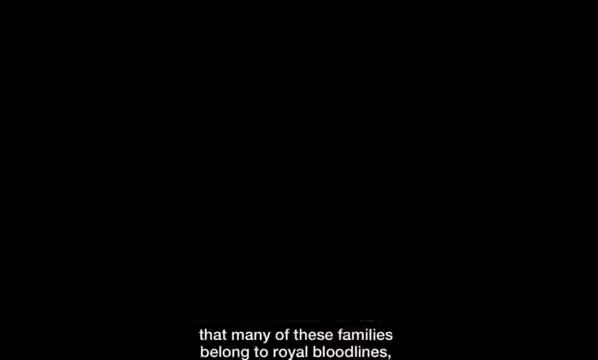 that many of these families
belong to royal bloodlines,